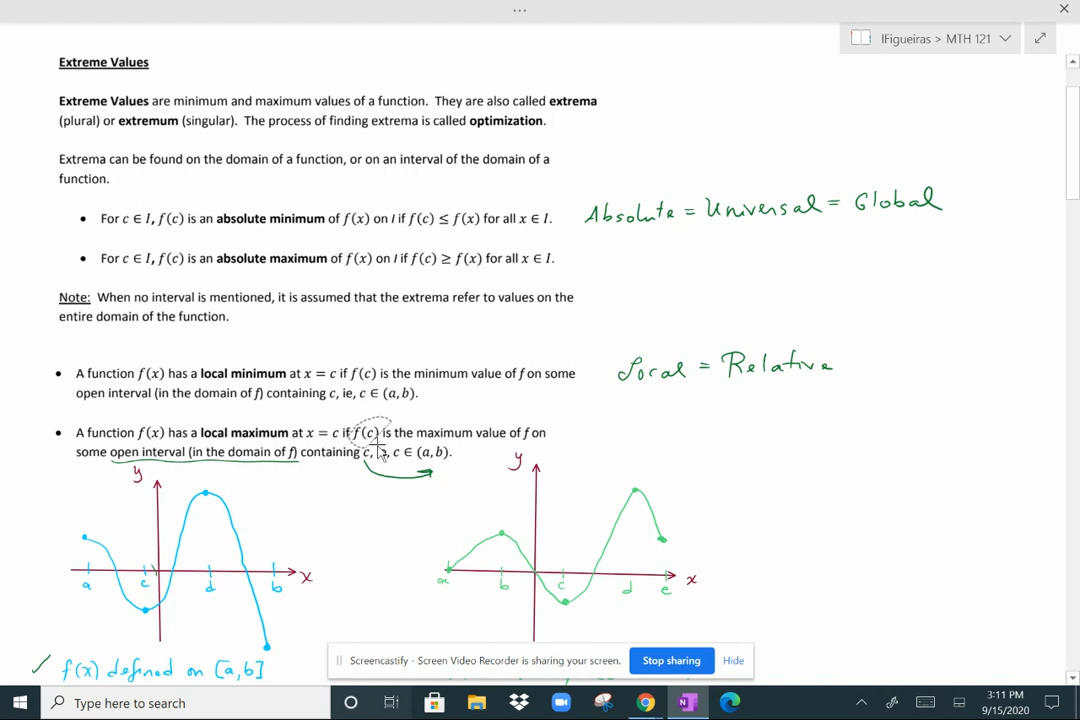 IFigueiras > MTH 121
Extreme Values
Extreme Values are minimum and maximum values of a function. They are also called extrema
(plural) or extremum (singular). The process of finding extrema is called optimization.
Extrema can be found on the domain of a function, or on an interval of the domain of a
function.
• For c ∈ I, f(c) is an absolute minimum of f(x) on I if f(c) ≤ f(x) for all x ∈ I.
Absolute = Universal = Global
• For c ∈ I, f(c) is an absolute maximum of f(x) on I if f(c) ≥ f(x) for all x ∈ I.
Note: When no interval is mentioned, it is assumed that the extrema refer to values on the
entire domain of the function.
• A function f(x) has a local minimum at x = c if f(c) is the minimum value of f on some
open interval (in the domain of f) containing c, ie, c ∈ (a, b).
Local = Relative
• A function f(x) has a local maximum at x = c if f(c) is the maximum value of f on
some open interval (in the domain of f) containing c, c ∈ (a, b).
y
x
a
c
d
b
y
x
a
b
c
d
e
✓ f(x) defined on [a,b]
Screencastify - Screen Video Recorder is sharing your screen.
Stop sharing
Hide
Type here to search
3:11 PM
9/15/2020